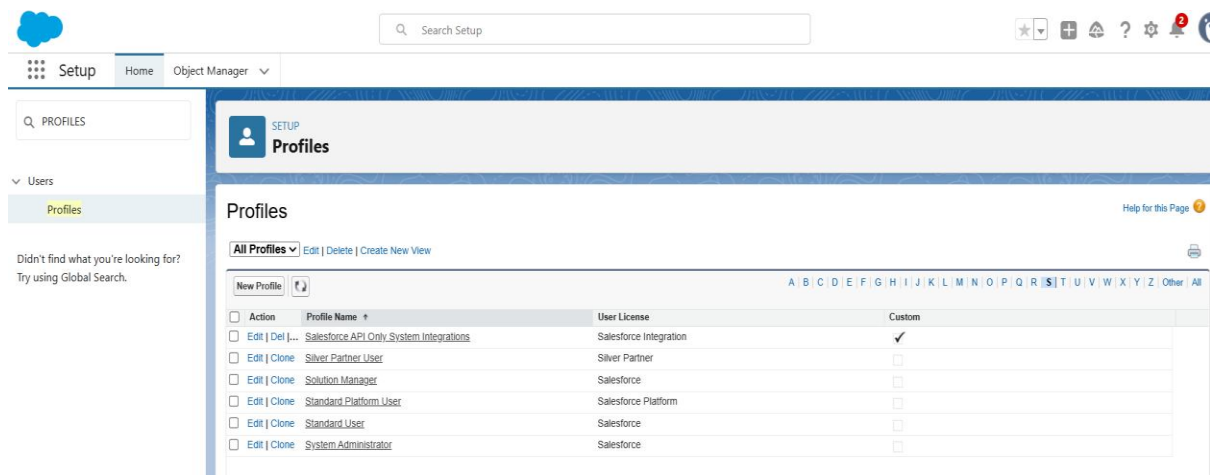 Search Setup
2
Setup Home Object Manager
PROFILES
Users
Profiles
Didn't find what you're looking for?
Try using Global Search.
SETUP
Profiles
Profiles
Help for this Page
All Profiles Edit | Delete | Create New View
New Profile A | B | C | D | E | F | G | H | I | J | K | L | M | N | O | P | Q | R | S | T | U | V | W | X | Y | Z | Other | All
Action Profile Name User License Custom
Edit | Del |... Salesforce API Only System Integrations Salesforce Integration
Edit | Clone Silver Partner User Silver Partner
Edit | Clone Solution Manager Salesforce
Edit | Clone Standard Platform User Salesforce Platform
Edit | Clone Standard User Salesforce
Edit | Clone System Administrator Salesforce